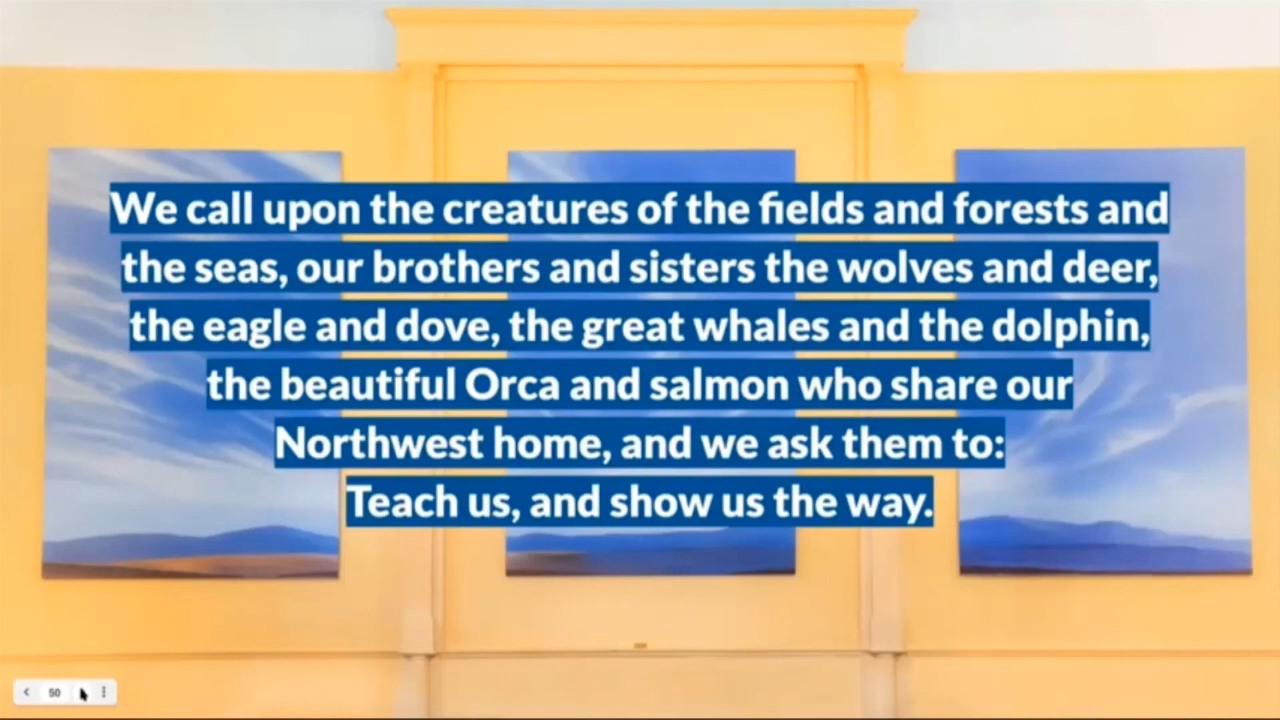 We call upon the creatures of the fields and forests and
the seas, our brothers and sisters the wolves and deer,
the eagle and dove, the great whales and the dolphin,
the beautiful Orca and salmon who share our
Northwest home, and we ask them to:
Teach us, and show us the way.
50